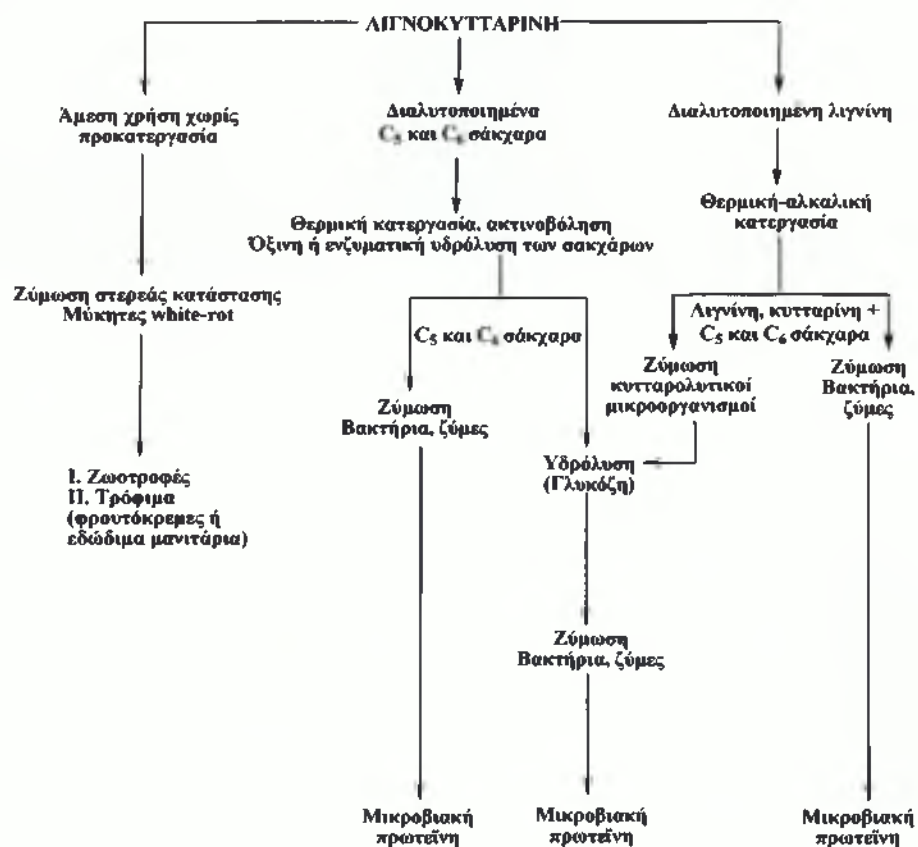 ΛΙΓΝΟΚΥΤΤΑΡΙΝΗ
Άμεση χρήση χωρίς
προκατεργασία
Διαλυτοποιημένα
C₅ και C₆ σάκχαρα
Διαλυτοποιημένη λιγνίνη
Θερμική κατεργασία, ακτινοβόληση
Όξινη ή ενζυματική υδρόλυση των σακχάρων
Θερμική-αλκαλική
κατεργασία
Ζύμωση στερεάς κατάστασης
Μύκητες white-rot
C₅ και C₆ σάκχαρα
Λιγνίνη, κυτταρίνη +
C₅ και C₆ σάκχαρα
Ζύμωση
Βακτήρια, ζύμες
Ζύμωση
κυτταρολυτικοί
μικροοργανισμοί
Ζύμωση
Βακτήρια,
ζύμες
Ι. Ζωοτροφές
ΙΙ. Τρόφιμα
(φρουτόκρεμες ή
εδώδιμα μανιτάρια)
Υδρόλυση
(Γλυκόζη)
Ζύμωση
Βακτήρια, ζύμες
Μικροβιακή
πρωτεΐνη
Μικροβιακή
πρωτεΐνη
Μικροβιακή
πρωτεΐνη